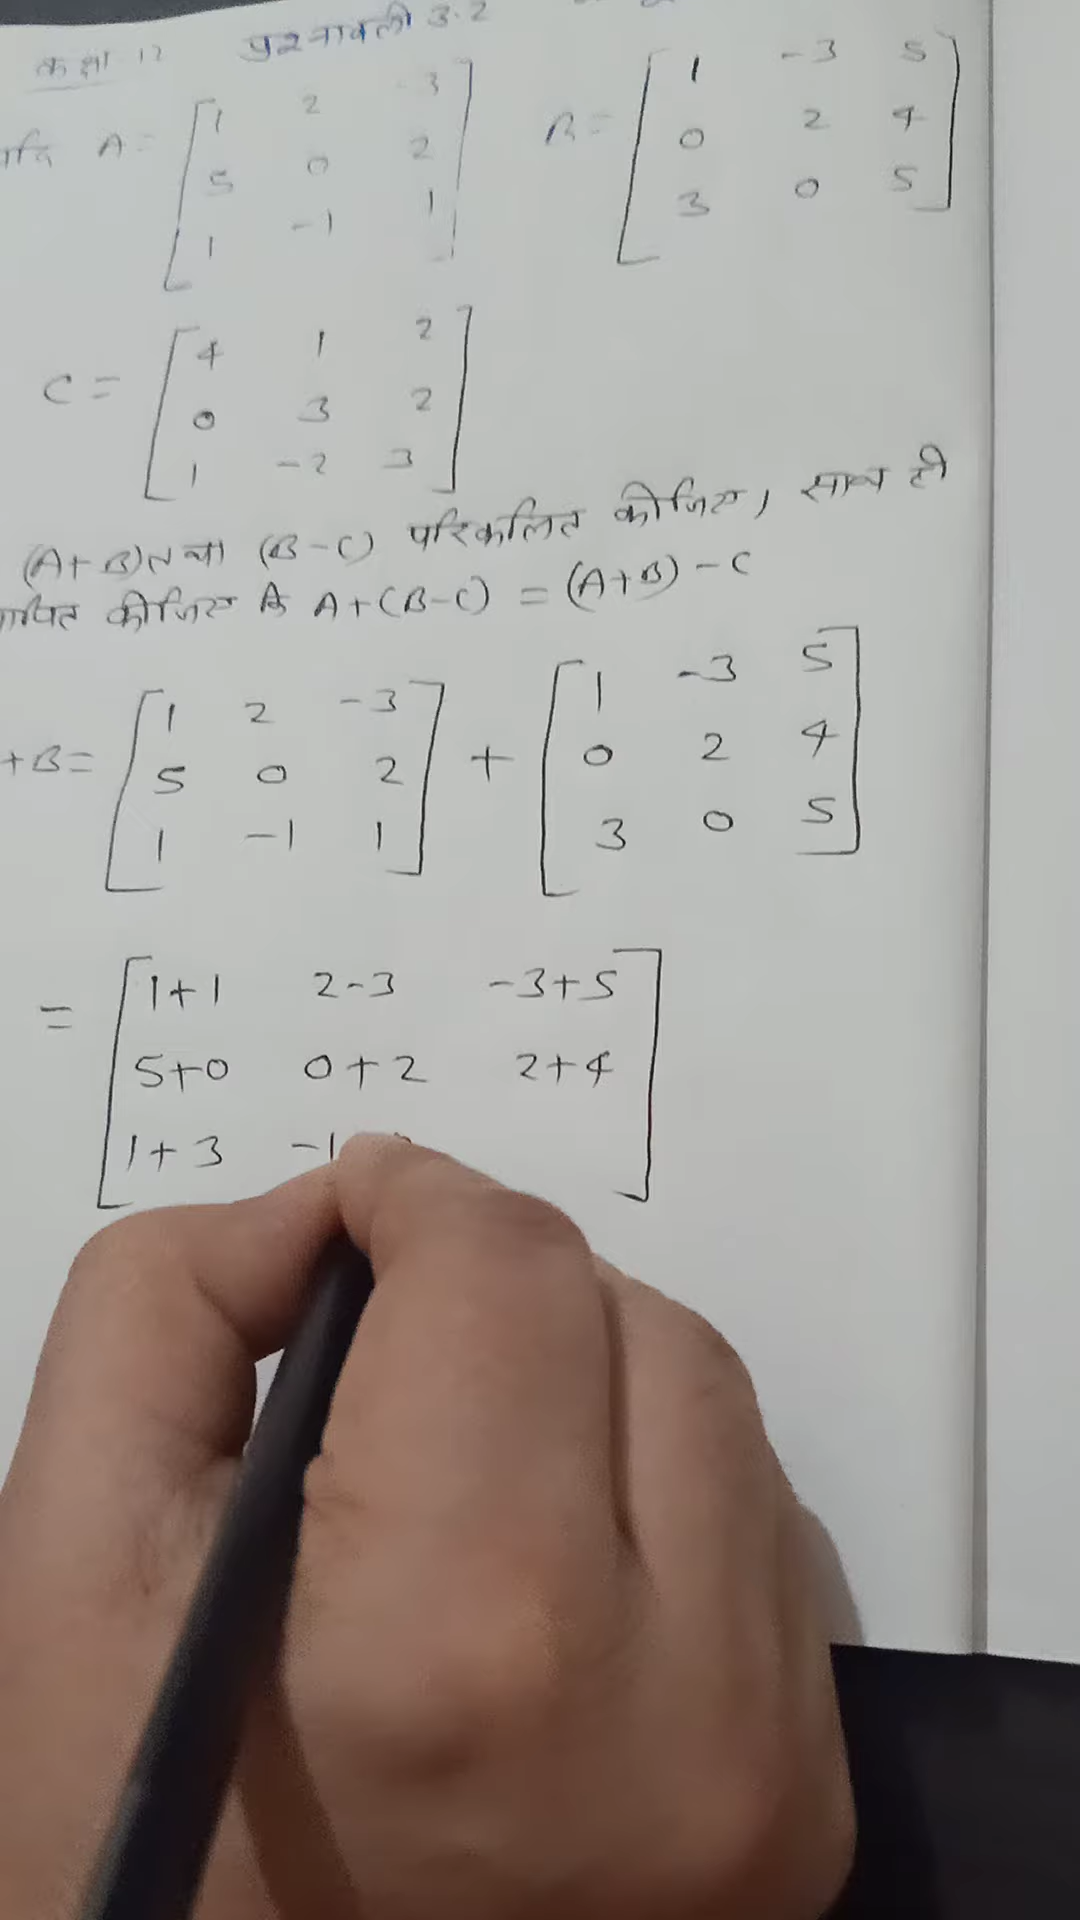 कक्षा 12 प्रश्नावली 3.2
यदि A = [1 2 -3
5 0 2
1 -1 1]
B = [1 -3 5
0 2 4
3 0 5]
C = [4 1 2
0 3 2
1 -2 3]
(A+B) तथा (B-C) परिकलित कीजिए, साथ ही
कीजिए कि A+(B-C) = (A+B)-C
+B = [1 2 -3
5 0 2
1 -1 1] + [1 -3 5
0 2 4
3 0 5]
= [1+1 2-3 -3+5
5+0 0+2 2+4
1+3 -1]